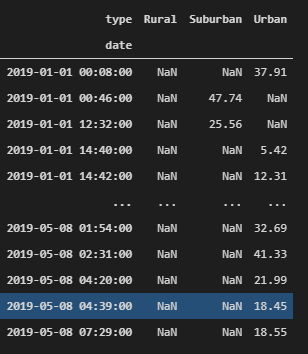 type Rural Suburban Urban
date
2019-01-01 00:08:00 NaN NaN 37.91
2019-01-01 00:46:00 NaN 47.74 NaN
2019-01-01 12:32:00 NaN 25.56 NaN
2019-01-01 14:40:00 NaN NaN 5.42
2019-01-01 14:42:00 NaN NaN 12.31
... ... ... ...
2019-05-08 01:54:00 NaN NaN 32.69
2019-05-08 02:31:00 NaN NaN 41.33
2019-05-08 04:20:00 NaN NaN 21.99
2019-05-08 04:39:00 NaN NaN 18.45
2019-05-08 07:29:00 NaN NaN 18.55